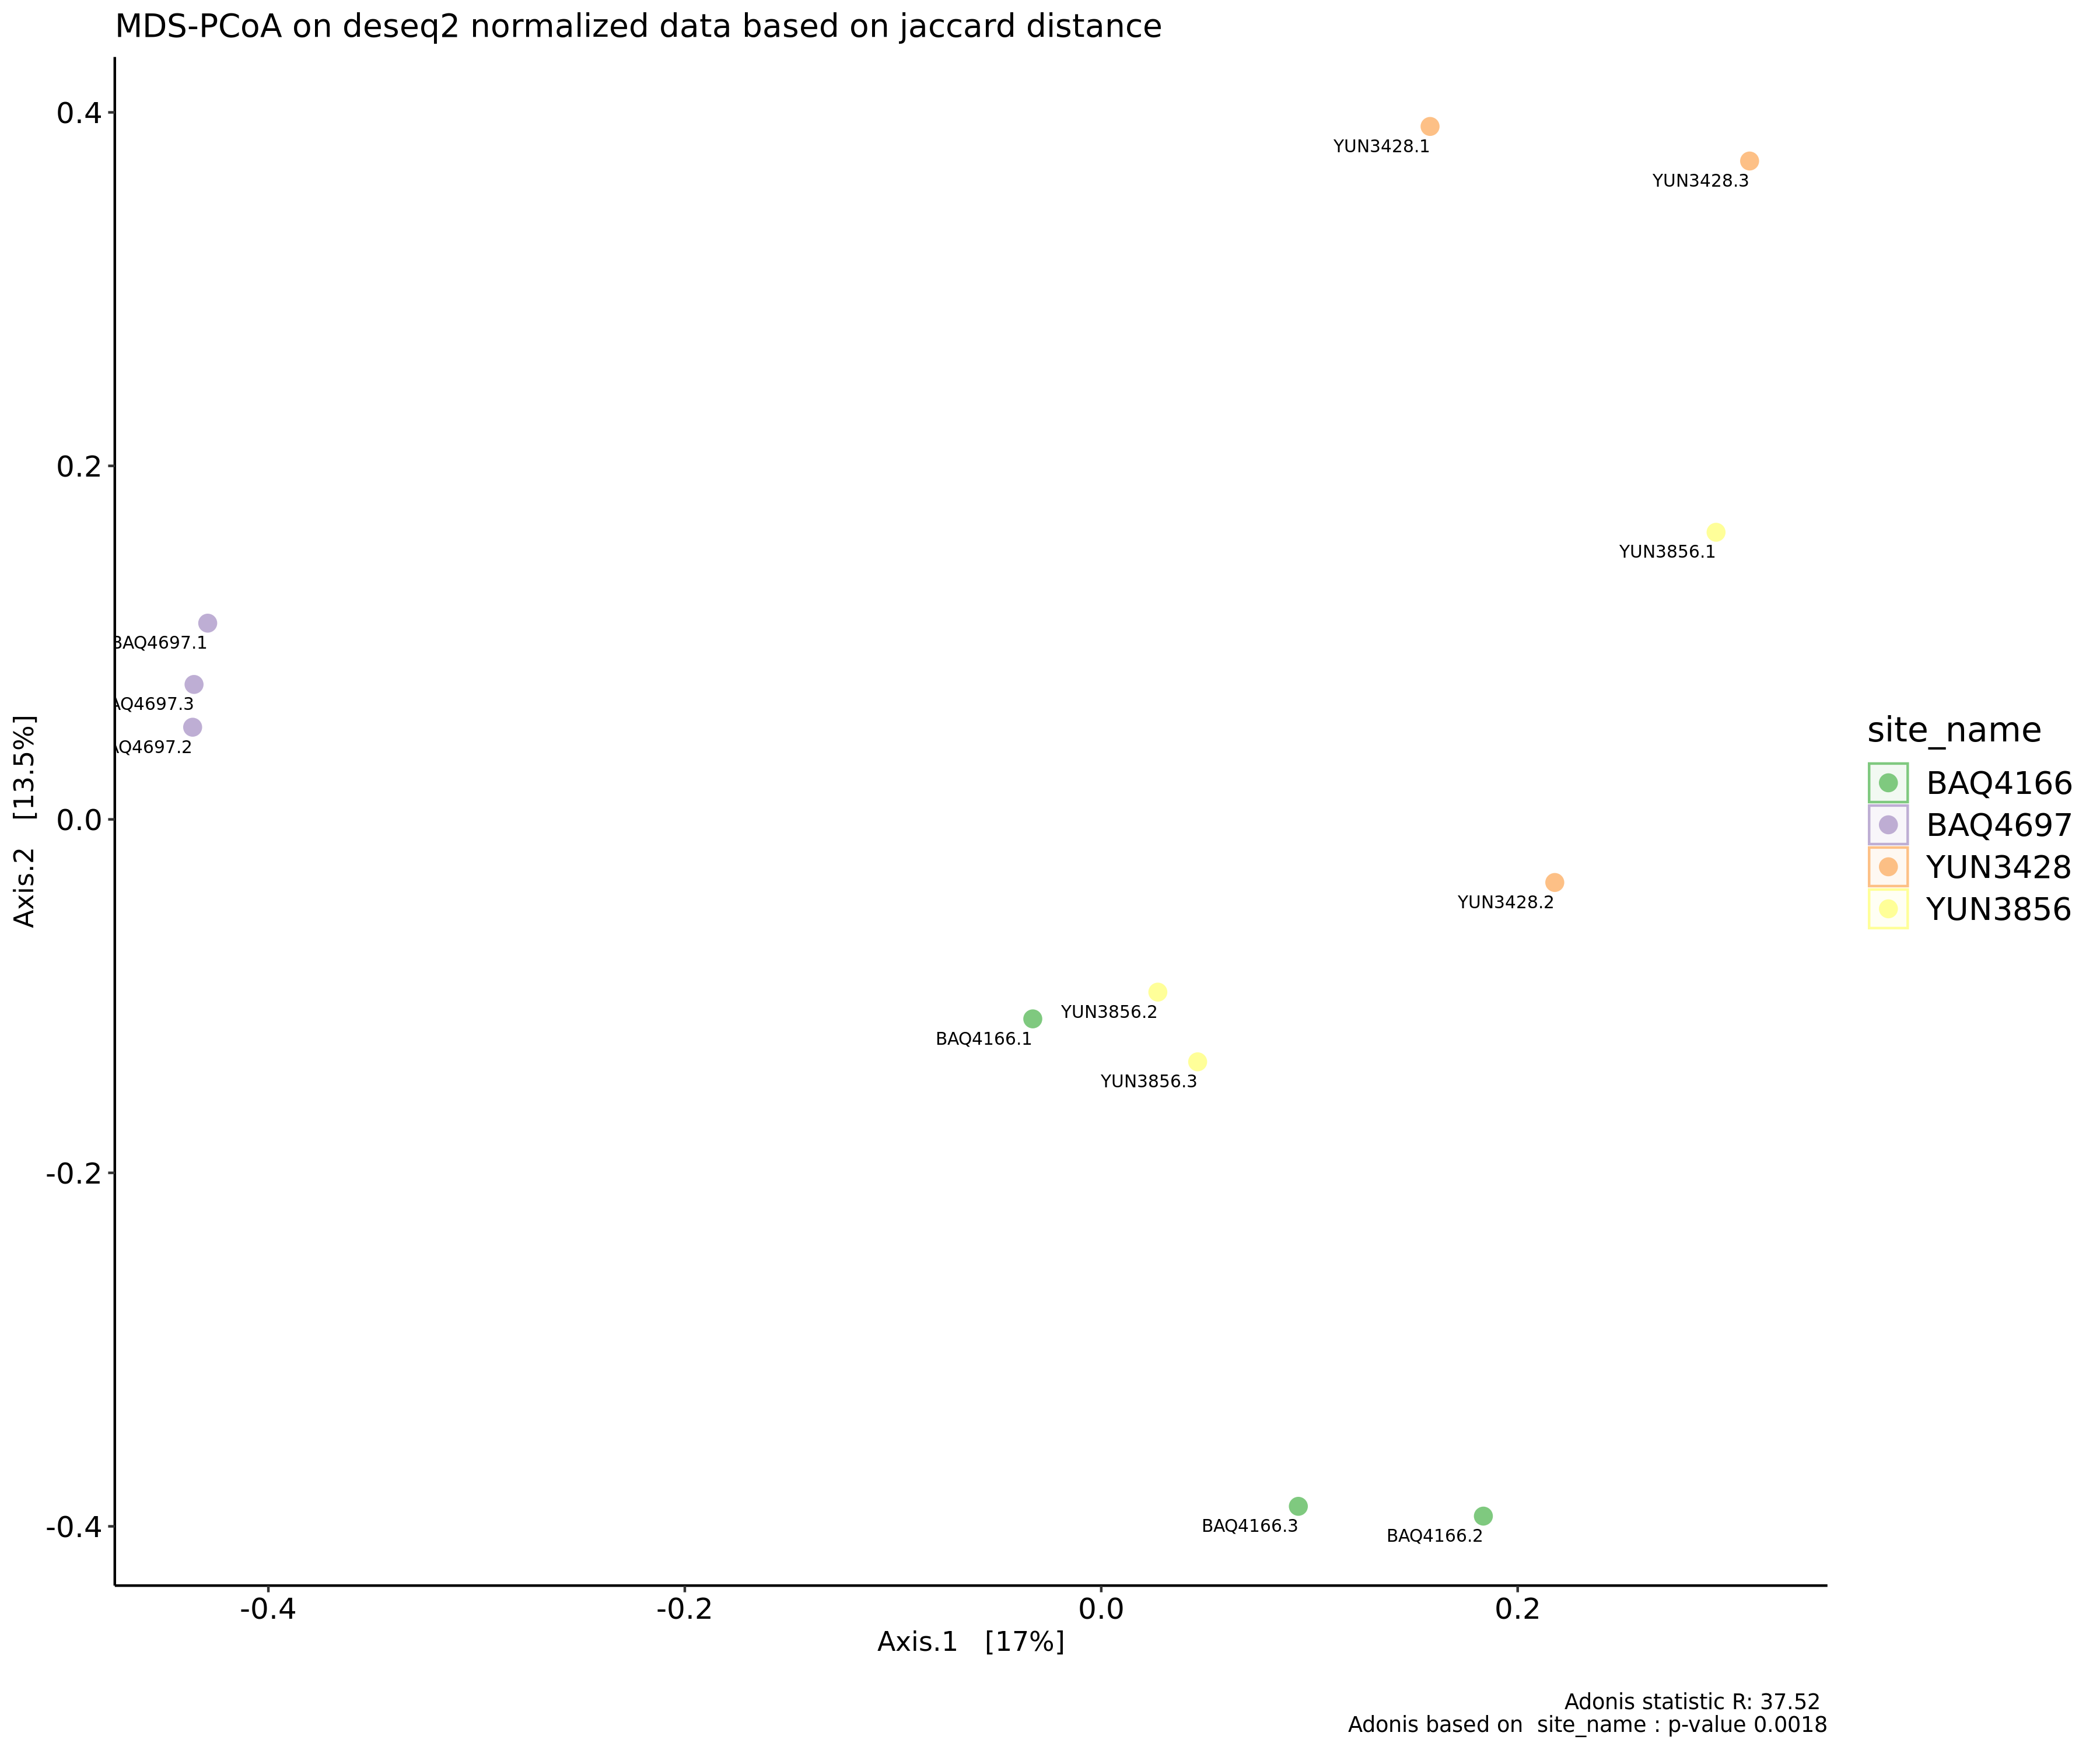 MDS-PCoA on deseq2 normalized data based on jaccard distance
0.4
0.2
0.0
-0.2
-0.4
Axis.2 [13.5%]
YUN3428.1
YUN3428.3
YUN3856.1
BAQ4697.1
AQ4697.3
AQ4697.2
YUN3428.2
YUN3856.2
BAQ4166.1
YUN3856.3
BAQ4166.3
BAQ4166.2
-0.4
-0.2
0.0
0.2
Axis.1 [17%]
site_name
BAQ4166
BAQ4697
YUN3428
YUN3856
Adonis statistic R: 37.52
Adonis based on site_name : p-value 0.0018